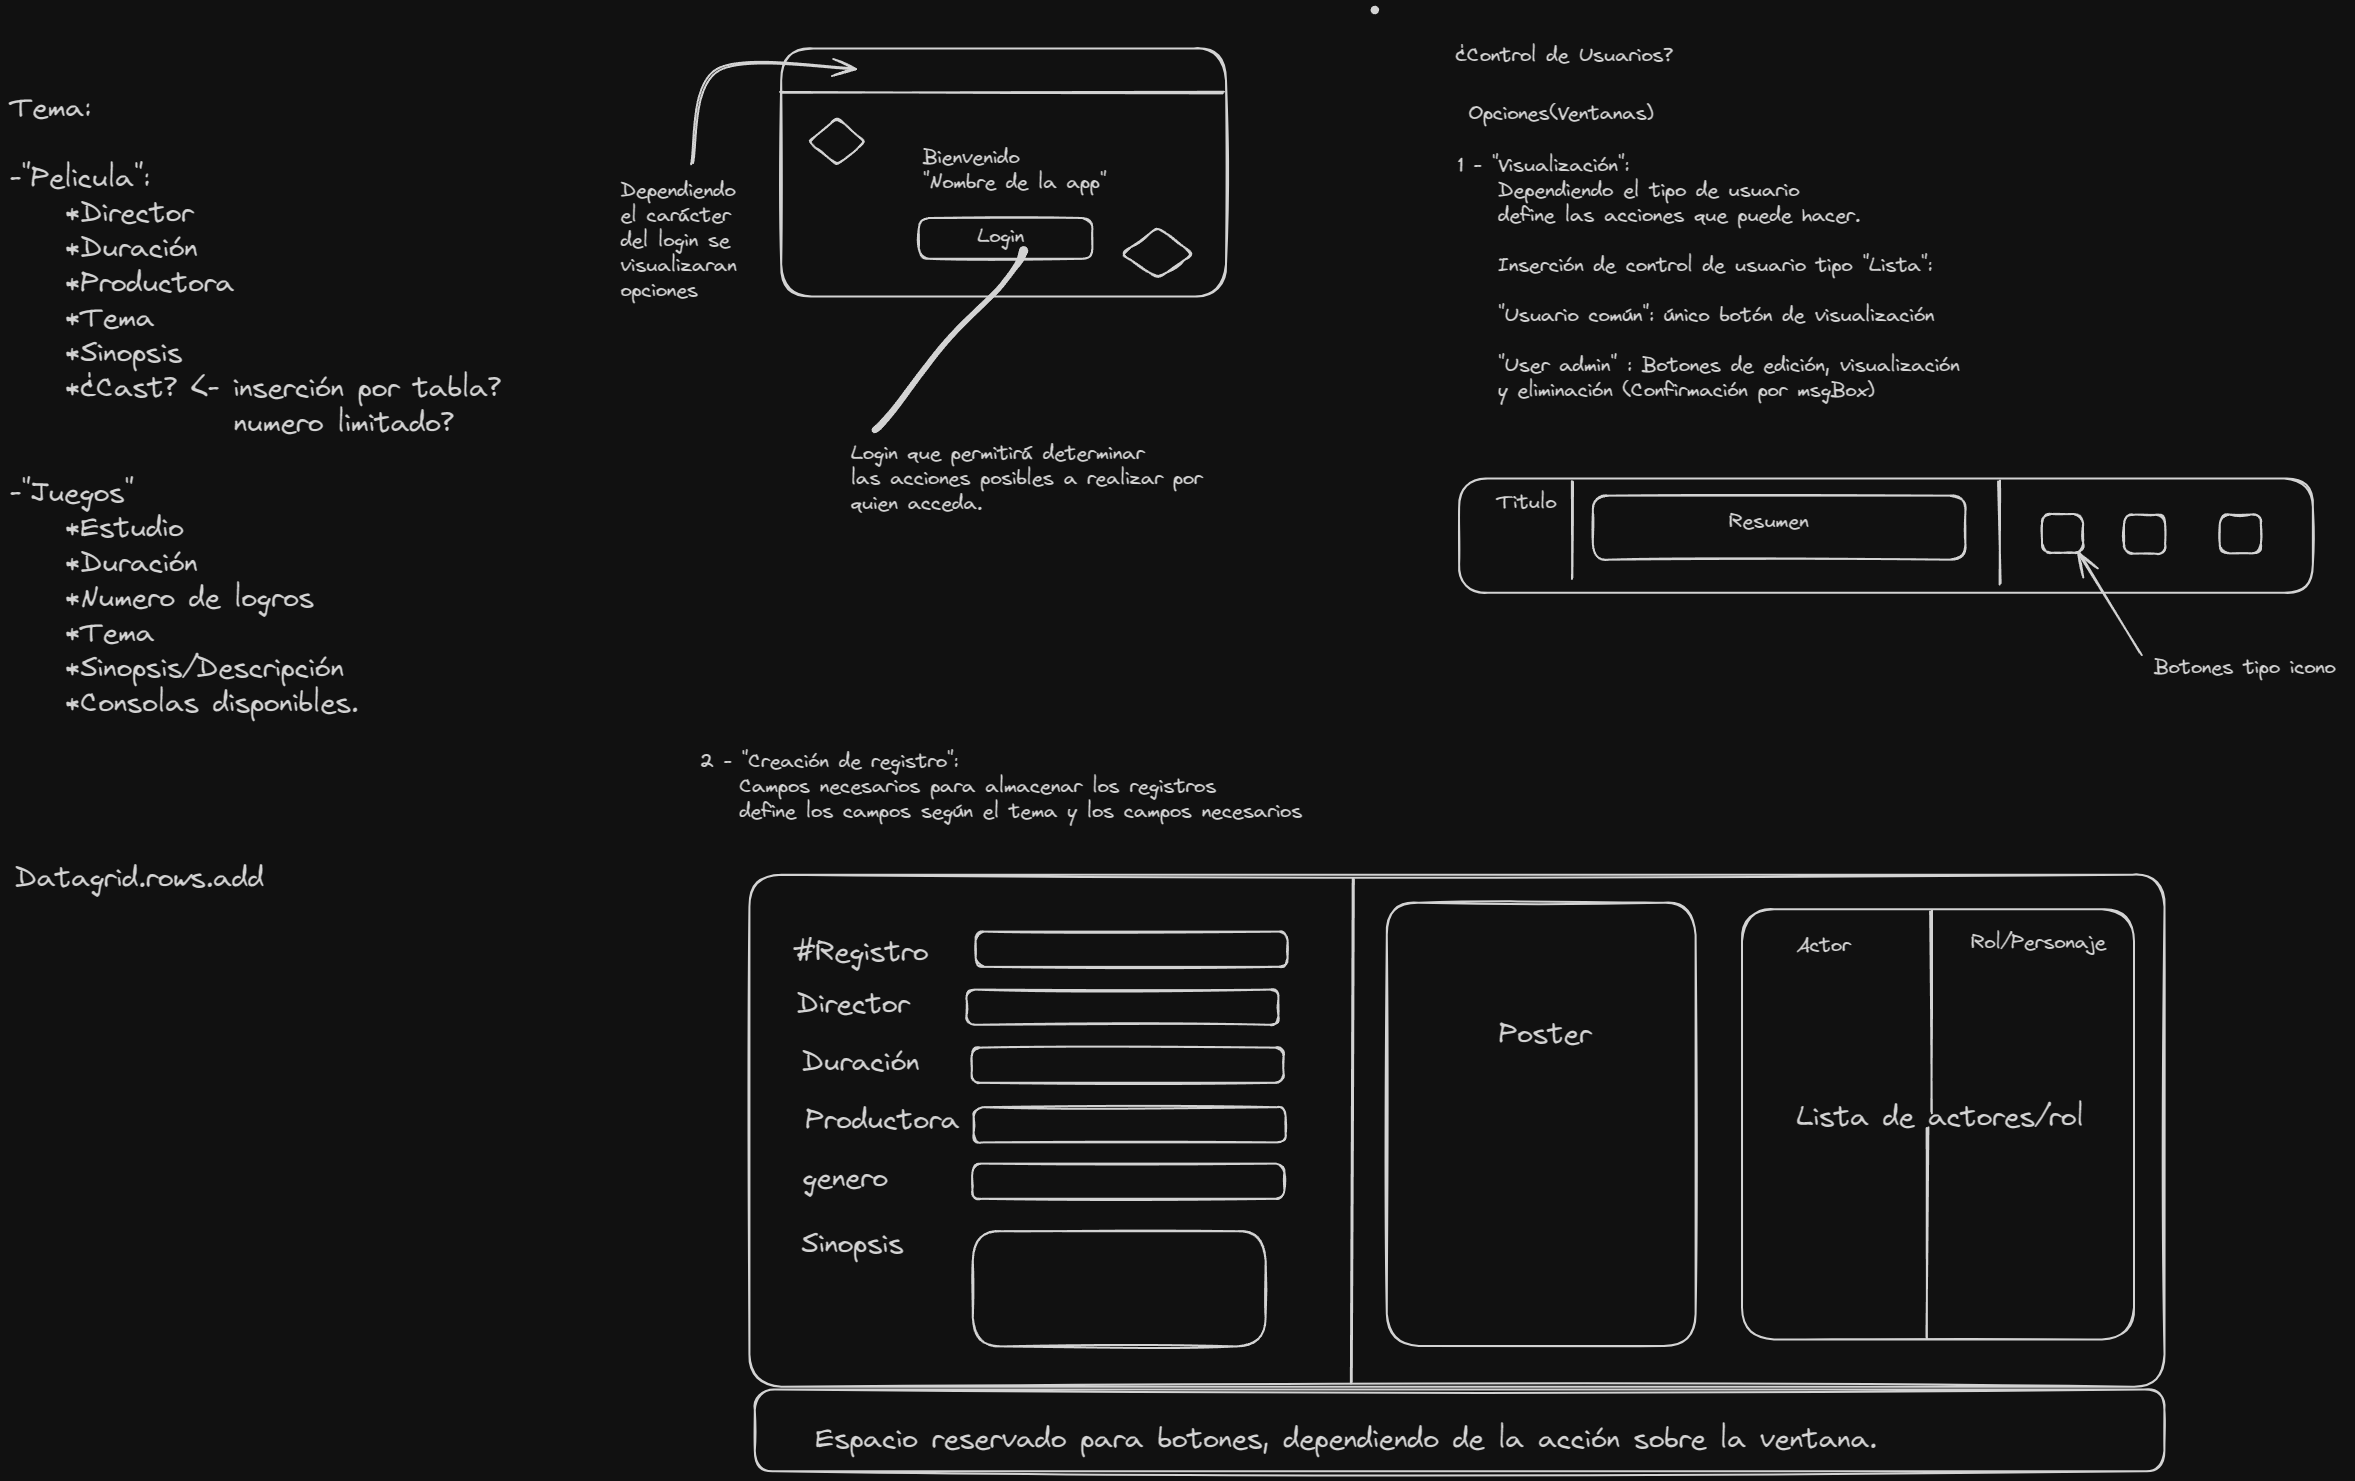 Tema:
-"Pelicula":
*Director
*Duración
*Productora
*Tema
*Sinopsis
*¿Cast? <- inserción por tabla?
numero limitado?
-"Juegos"
*Estudio
*Duración
*Numero de logros
*Tema
*Sinopsis/Descripción
*Consolas disponibles.
Datagrid.rows.add
Dependiendo
el carácter
del login se
visualizaran
opciones
Bienvenido
"Nombre de la app"
Login
Login que permitirá determinar
las acciones posibles a realizar por
quien acceda.
¿Control de Usuarios?
Opciones(Ventanas)
1 - "Visualización":
Dependiendo el tipo de usuario
define las acciones que puede hacer.
Inserción de control de usuario tipo "Lista":
"Usuario común": único botón de visualización
"User admin" : Botones de edición, visualización
y eliminación (Confirmación por msgBox)
Titulo
Resumen
Botones tipo icono
2 - "Creación de registro":
Campos necesarios para almacenar los registros
define los campos según el tema y los campos necesarios
#Registro
Director
Duración
Productora
genero
Sinopsis
Poster
Actor
Rol/Personaje
Lista de actores/rol
Espacio reservado para botones, dependiendo de la acción sobre la ventana.